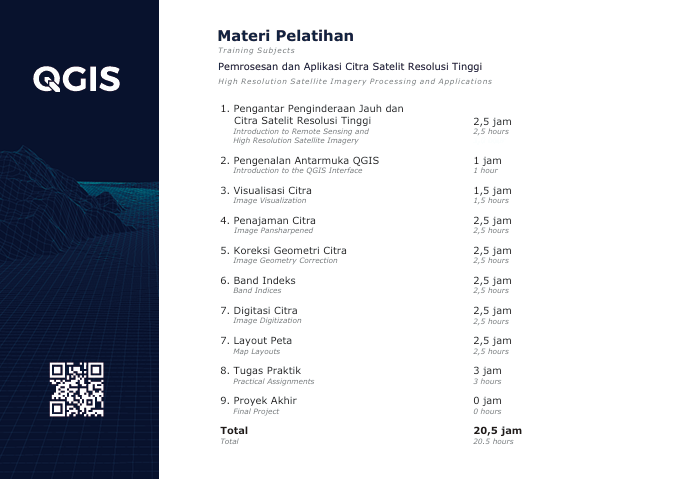 QGIS
Materi Pelatihan
Training Subjects
Pemrosesan dan Aplikasi Citra Satelit Resolusi Tinggi
High Resolution Satellite Imagery Processing and Applications
1. Pengantar Penginderaan Jauh dan
Citra Satelit Resolusi Tinggi 2,5 jam
Introduction to Remote Sensing and 2,5 hours
High Resolution Satellite Imagery
2. Pengenalan Antarmuka QGIS 1 jam
Introduction to the QGIS Interface 1 hour
3. Visualisasi Citra 1,5 jam
Image Visualization 1,5 hours
4. Penajaman Citra 2,5 jam
Image Pansharpened 2,5 hours
5. Koreksi Geometri Citra 2,5 jam
Image Geometry Correction 2,5 hours
6. Band Indeks 2,5 jam
Band Indices 2,5 hours
7. Digitasi Citra 2,5 jam
Image Digitization 2,5 hours
7. Layout Peta 2,5 jam
Map Layouts 2,5 hours
8. Tugas Praktik 3 jam
Practical Assignments 3 hours
9. Proyek Akhir 0 jam
Final Project 0 hours
Total 20,5 jam
Total 20.5 hours